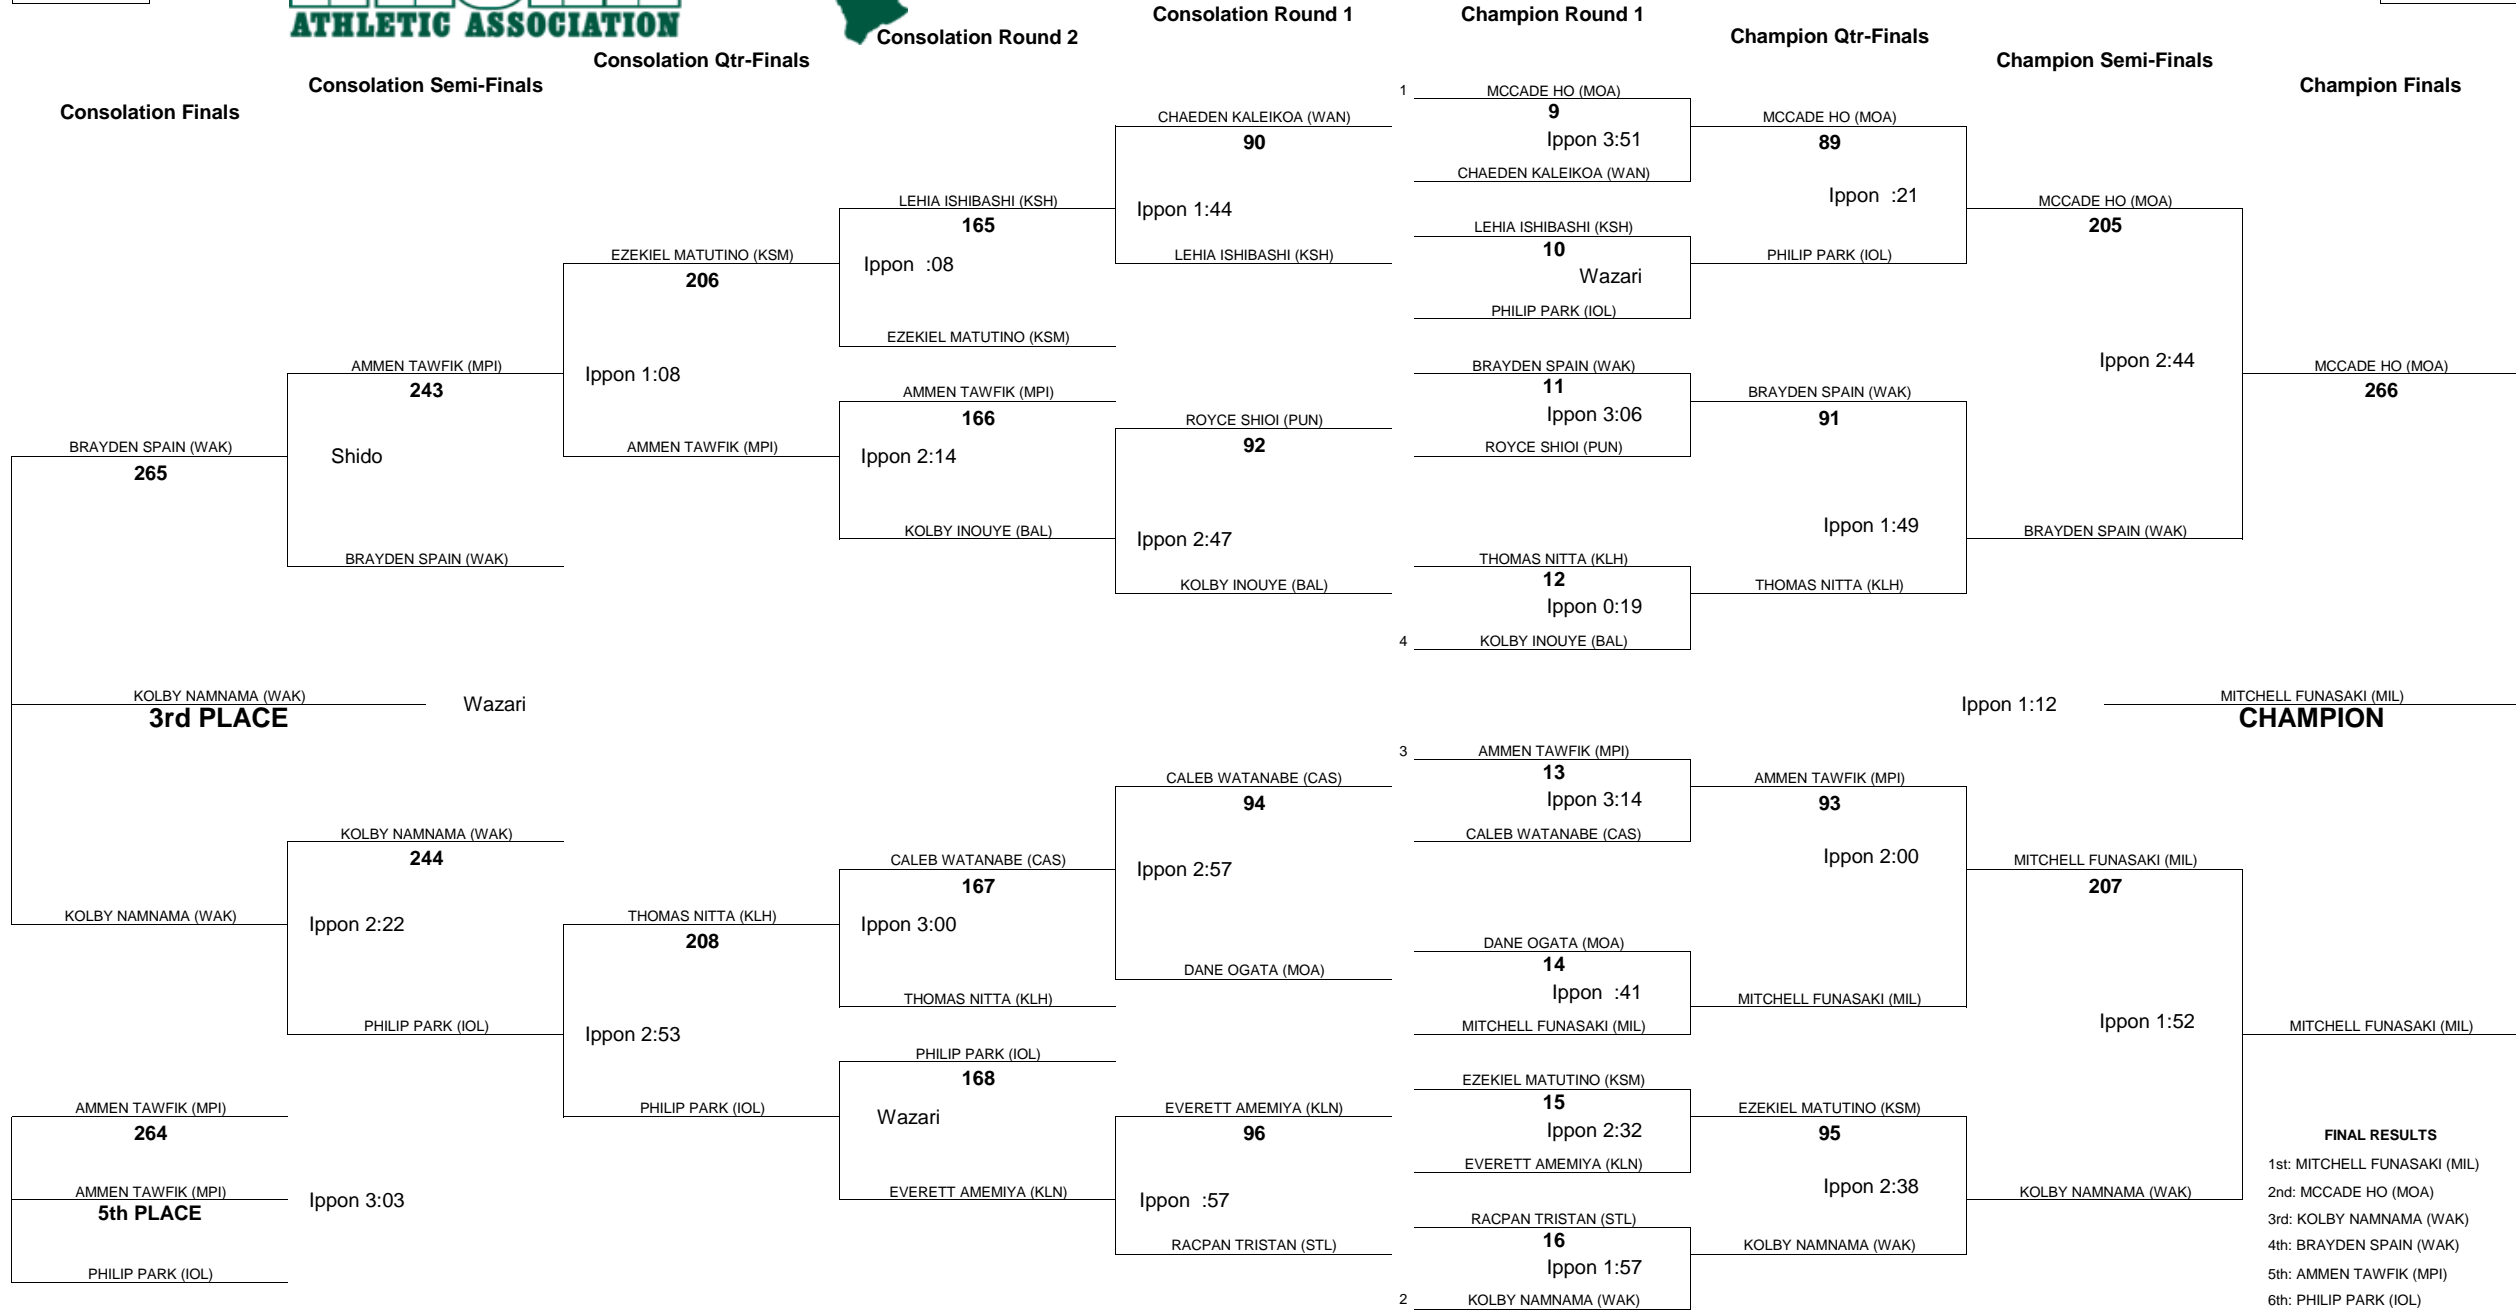 ATHLETIC ASSOCIATION
Consolation Finals
Consolation Semi-Finals
Consolation Qtr-Finals
Consolation Round 2
Consolation Round 1
Champion Round 1
Champion Qtr-Finals
Champion Semi-Finals
Champion Finals
BRAYDEN SPAIN (WAK)
265
KOLBY NAMNAMA (WAK)
3rd PLACE
Wazari
KOLBY NAMNAMA (WAK)
AMMEN TAWFIK (MPI)
264
AMMEN TAWFIK (MPI)
5th PLACE
Ippon 3:03
PHILIP PARK (IOL)
AMMEN TAWFIK (MPI)
243
Shido
BRAYDEN SPAIN (WAK)
KOLBY NAMNAMA (WAK)
244
Ippon 2:22
PHILIP PARK (IOL)
EZEKIEL MATUTINO (KSM)
206
Ippon 1:08
AMMEN TAWFIK (MPI)
THOMAS NITTA (KLH)
208
Ippon 2:53
PHILIP PARK (IOL)
LEHIA ISHIBASHI (KSH)
165
Ippon :08
EZEKIEL MATUTINO (KSM)
AMMEN TAWFIK (MPI)
166
Ippon 2:14
KOLBY INOUYE (BAL)
CALEB WATANABE (CAS)
167
Ippon 3:00
THOMAS NITTA (KLH)
PHILIP PARK (IOL)
168
Wazari
EVERETT AMEMIYA (KLN)
CHAEDEN KALEIKOA (WAN)
90
Ippon 1:44
LEHIA ISHIBASHI (KSH)
ROYCE SHIOI (PUN)
92
Ippon 2:47
KOLBY INOUYE (BAL)
CALEB WATANABE (CAS)
94
Ippon 2:57
DANE OGATA (MOA)
EVERETT AMEMIYA (KLN)
96
Ippon :57
RACPAN TRISTAN (STL)
1 MCCADE HO (MOA)
9
Ippon 3:51
CHAEDEN KALEIKOA (WAN)
LEHIA ISHIBASHI (KSH)
10
Wazari
PHILIP PARK (IOL)
BRAYDEN SPAIN (WAK)
11
Ippon 3:06
ROYCE SHIOI (PUN)
THOMAS NITTA (KLH)
12
Ippon 0:19
4 KOLBY INOUYE (BAL)
3 AMMEN TAWFIK (MPI)
13
Ippon 3:14
CALEB WATANABE (CAS)
DANE OGATA (MOA)
14
Ippon :41
MITCHELL FUNASAKI (MIL)
EZEKIEL MATUTINO (KSM)
15
Ippon 2:32
EVERETT AMEMIYA (KLN)
RACPAN TRISTAN (STL)
16
Ippon 1:57
2 KOLBY NAMNAMA (WAK)
MCCADE HO (MOA)
89
Ippon :21
PHILIP PARK (IOL)
BRAYDEN SPAIN (WAK)
91
Ippon 1:49
THOMAS NITTA (KLH)
AMMEN TAWFIK (MPI)
93
Ippon 2:00
MITCHELL FUNASAKI (MIL)
EZEKIEL MATUTINO (KSM)
95
Ippon 2:38
KOLBY NAMNAMA (WAK)
MCCADE HO (MOA)
205
Ippon 2:44
BRAYDEN SPAIN (WAK)
MITCHELL FUNASAKI (MIL)
207
Ippon 1:52
KOLBY NAMNAMA (WAK)
MCCADE HO (MOA)
266
Ippon 1:12
MITCHELL FUNASAKI (MIL)
CHAMPION
MITCHELL FUNASAKI (MIL)
FINAL RESULTS
1st: MITCHELL FUNASAKI (MIL)
2nd: MCCADE HO (MOA)
3rd: KOLBY NAMNAMA (WAK)
4th: BRAYDEN SPAIN (WAK)
5th: AMMEN TAWFIK (MPI)
6th: PHILIP PARK (IOL)